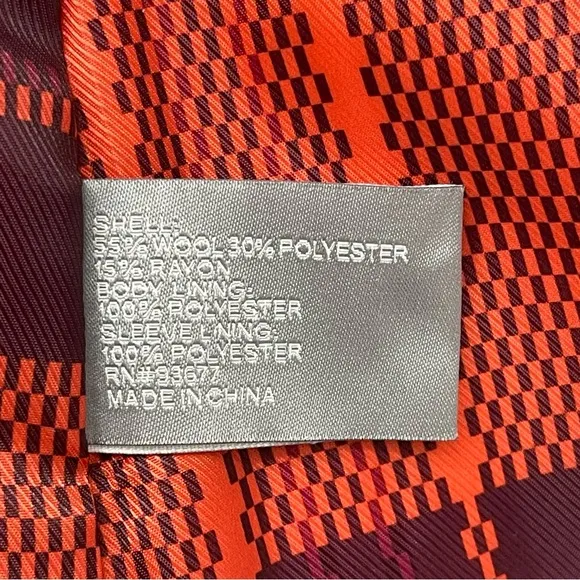 SHELL:
55% WOOL 30% POLYESTER
15% RAYON
BODY LINING:
100% POLYESTER
SLEEVE LINING:
100% POLYESTER
RN#93677
MADE IN CHINA